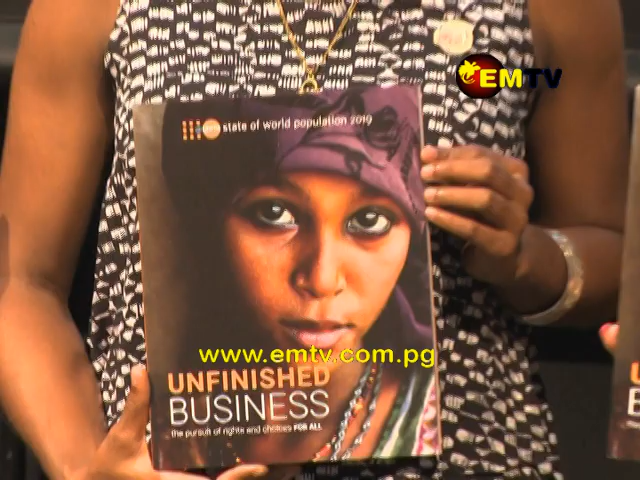 EMTV
state of world population 2019
www.emtv.com.pg
UNFINISHED
BUSINESS
the pursuit of rights and choices FOR ALL